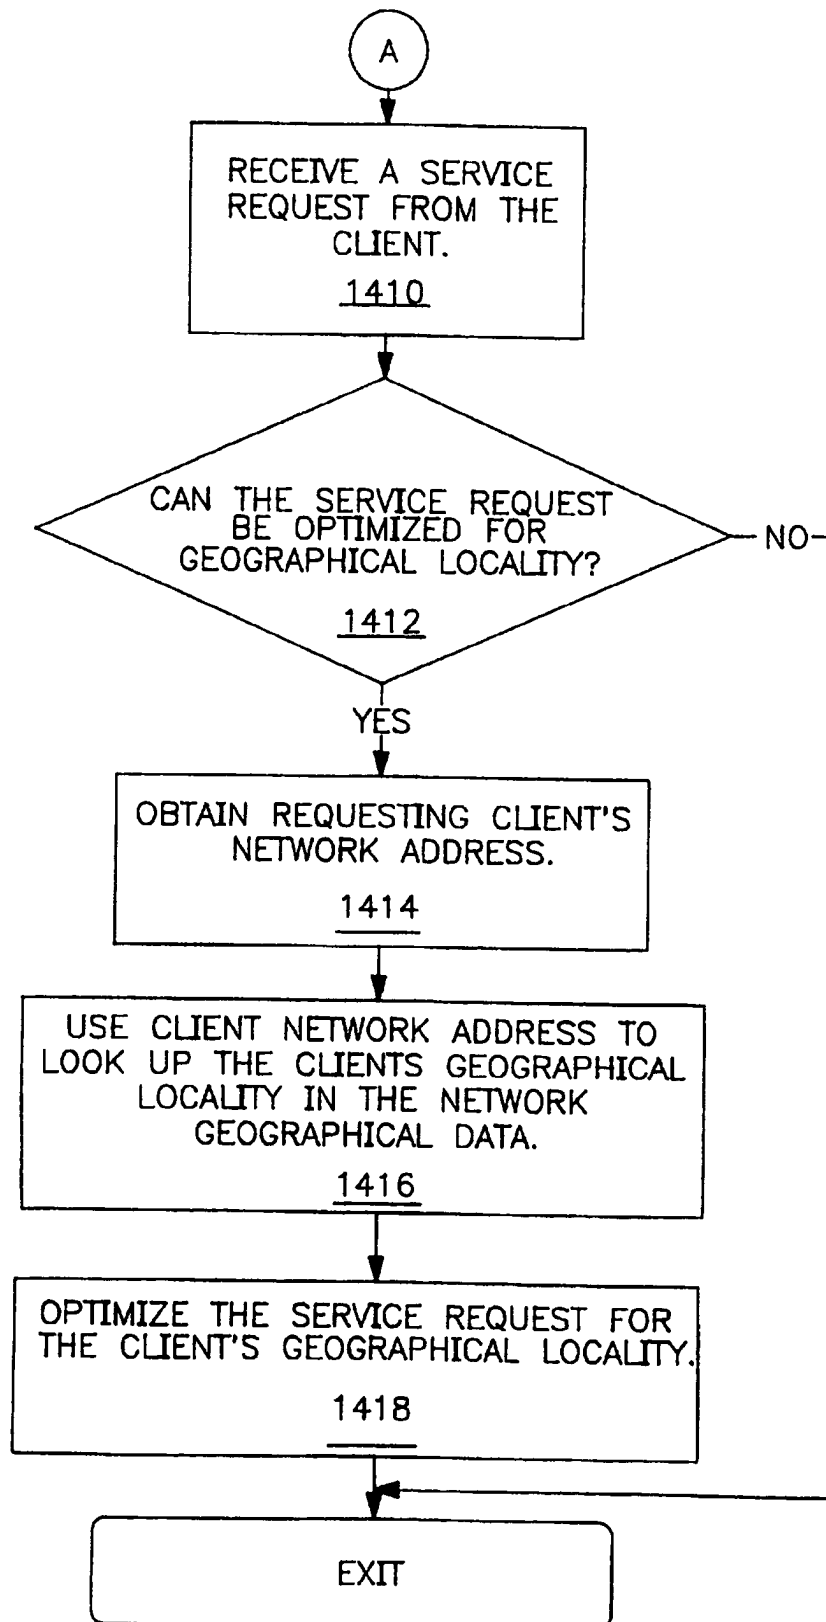 A
RECEIVE A SERVICE
REQUEST FROM THE
CLIENT.
1410
CAN THE SERVICE REQUEST
BE OPTIMIZED FOR
GEOGRAPHICAL LOCALITY?
1412
NO
YES
OBTAIN REQUESTING CLIENT'S
NETWORK ADDRESS.
1414
USE CLIENT NETWORK ADDRESS TO
LOOK UP THE CLIENTS GEOGRAPHICAL
LOCALITY IN THE NETWORK
GEOGRAPHICAL DATA.
1416
OPTIMIZE THE SERVICE REQUEST FOR
THE CLIENT'S GEOGRAPHICAL LOCALITY.
1418
EXIT